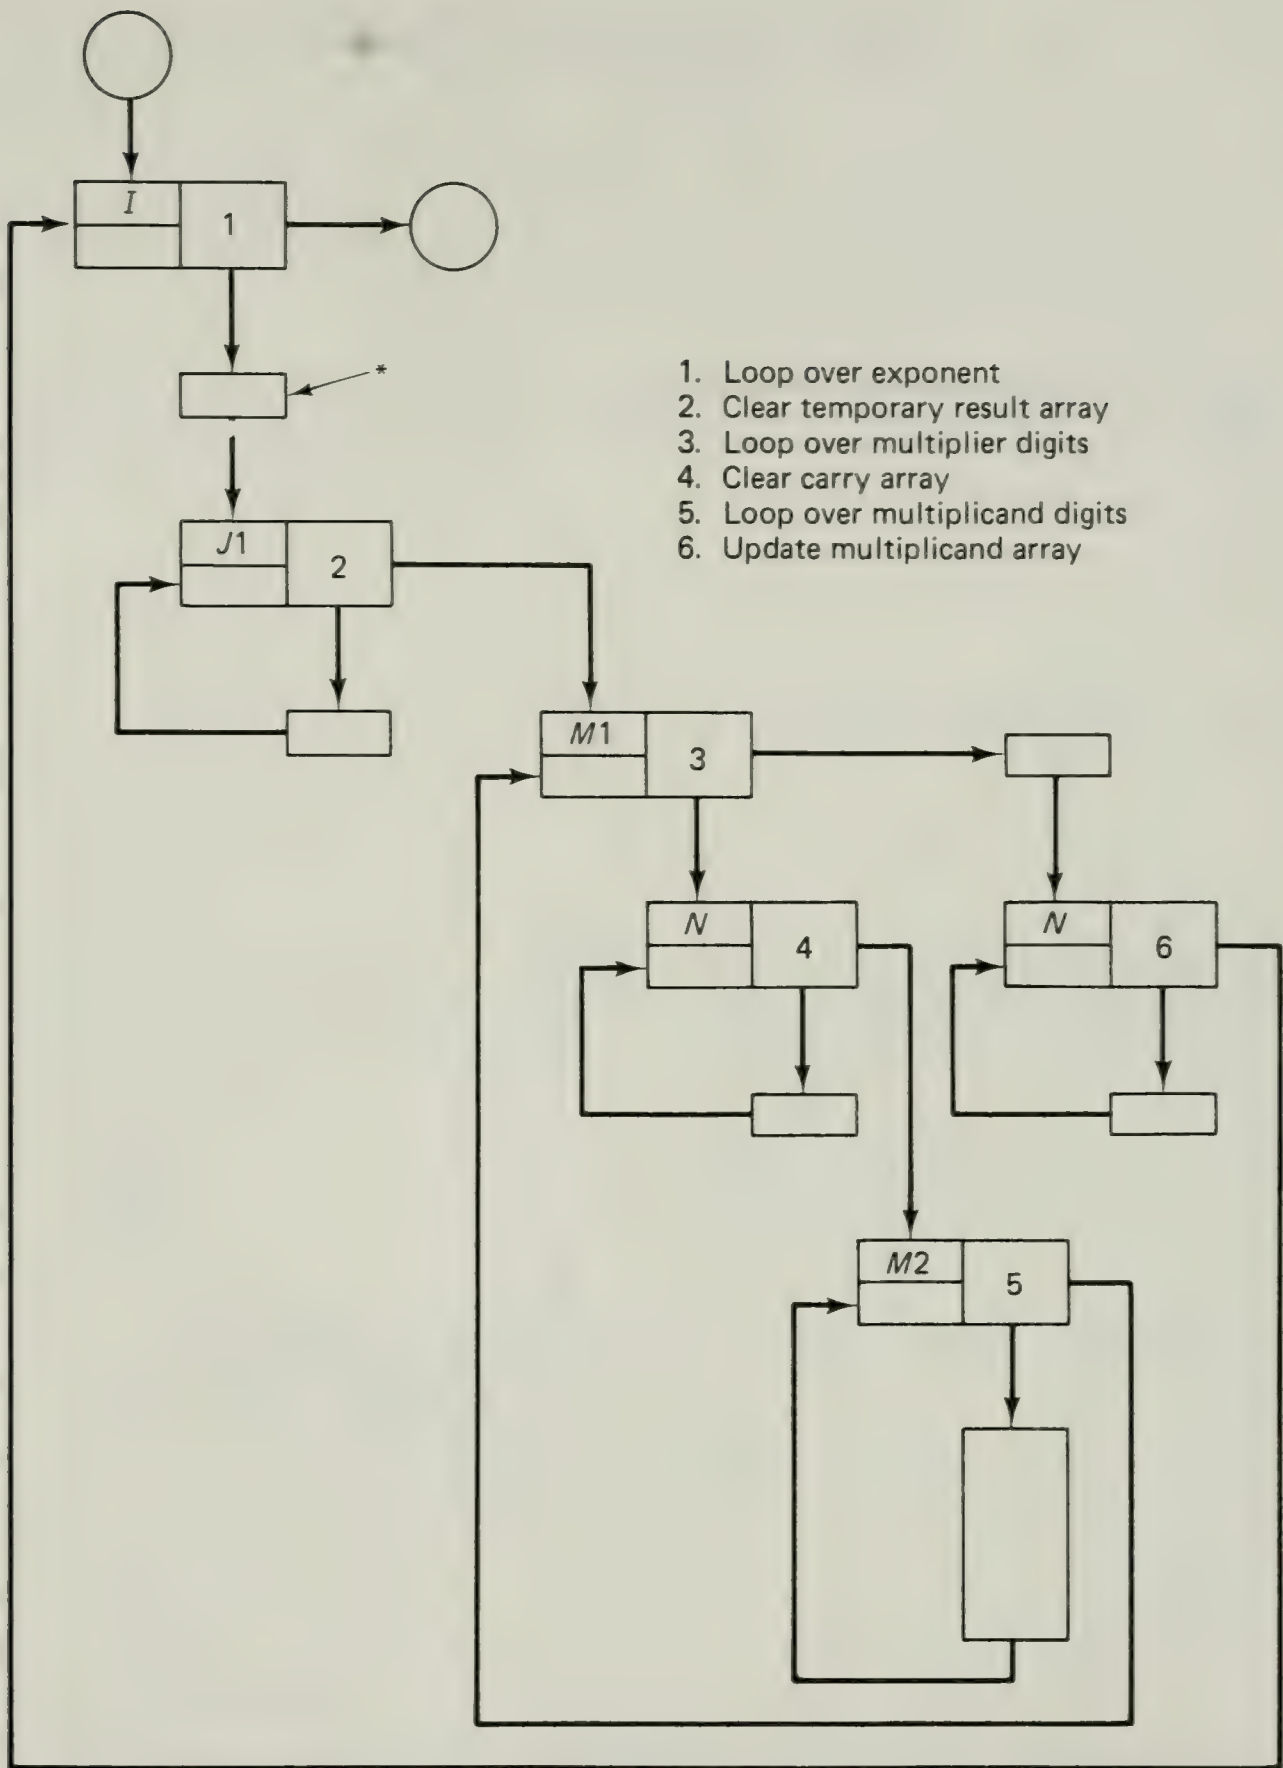 I
1
*
1. Loop over exponent
2. Clear temporary result array
3. Loop over multiplier digits
4. Clear carry array
5. Loop over multiplicand digits
6. Update multiplicand array
J1
2
M1
3
N
4
N
6
M2
5